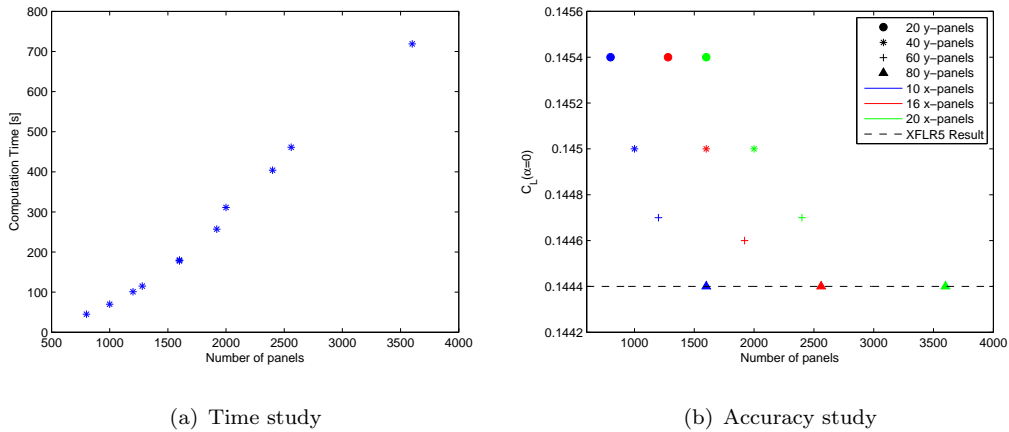 800
700
600
500
400
300
200
100
0
Computation Time [s]
500 1000 1500 2000 2500 3000 3500 4000
Number of panels
(a) Time study
0.1456
0.1454
0.1452
0.145
0.1448
0.1446
0.1444
0.1442
C_L(α=0)
20 y−panels
40 y−panels
60 y−panels
80 y−panels
10 x−panels
16 x−panels
20 x−panels
XFLR5 Result
1000 1500 2000 2500 3000 3500 4000
Number of panels
(b) Accuracy study